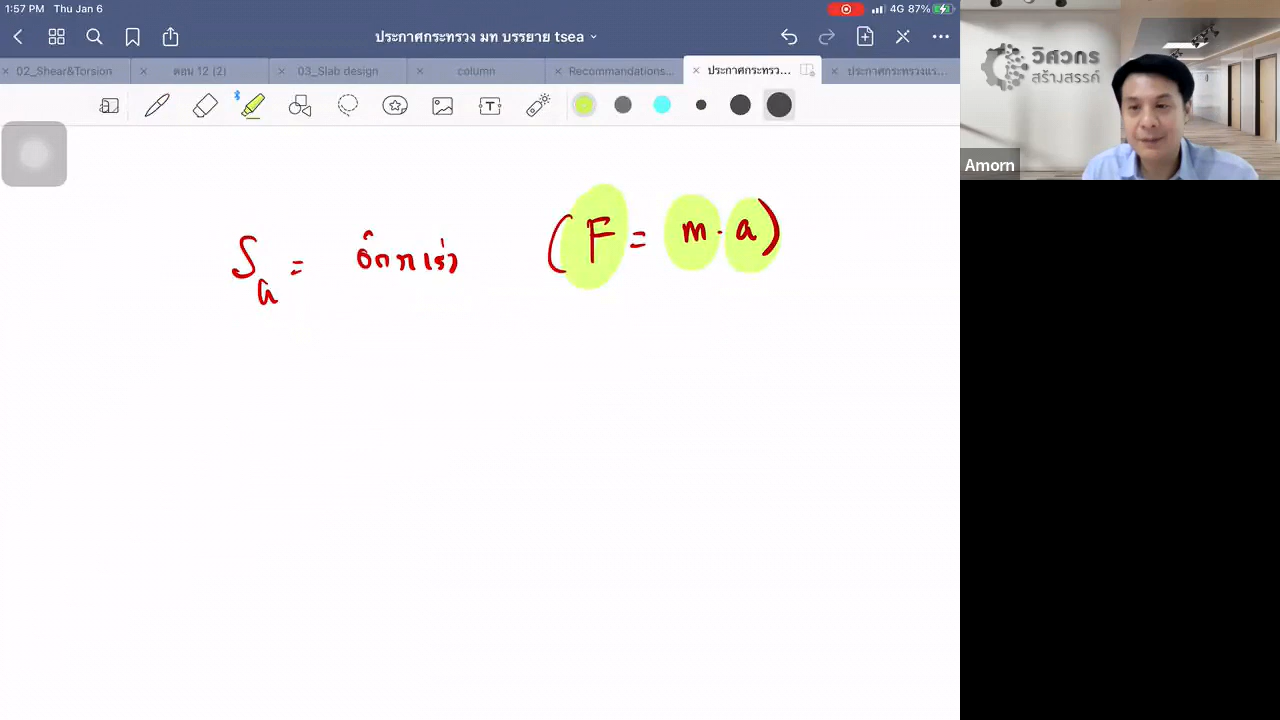 1:57 PM Thu Jan 6
4G 87%
ประกาศกระทรวง มท บรรยาย tsea
02_Shear&Torsion
ตอน 12 (2)
03_Slab design
column
Recommandations...
ประกาศกระทรว...
ประกาศกระทรวงแร...
วิศวกร
สร้างสรรค์
Amorn
Sa = อัตราเร่ง (F = m · a)